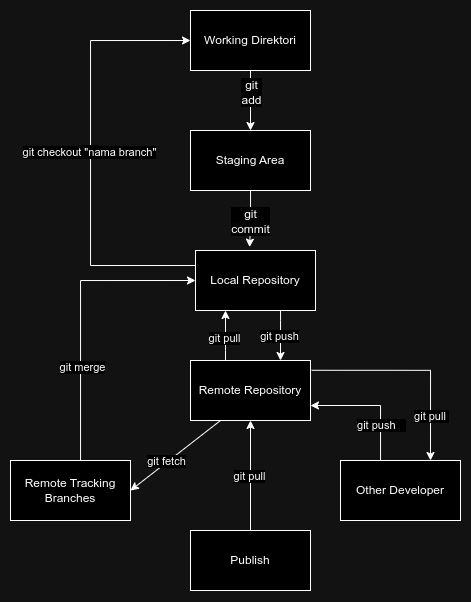 Working Direktori
git
add
git checkout "nama branch"
Staging Area
git
commit
Local Repository
git pull
git push
git merge
Remote Repository
git pull
git push
git fetch
git pull
Remote Tracking
Branches
Other Developer
Publish